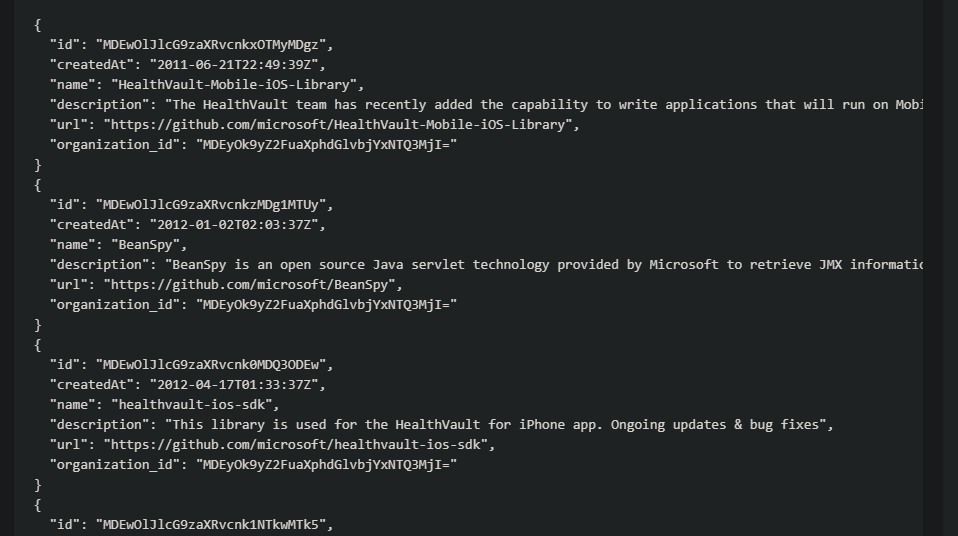 {
"id": "MDEwOlJlcG9zaXRvcnkxOTMyMDgz",
"createdAt": "2011-06-21T22:49:39Z",
"name": "HealthVault-Mobile-iOS-Library",
"description": "The HealthVault team has recently added the capability to write applications that will run on Mobi
"url": "https://github.com/microsoft/HealthVault-Mobile-iOS-Library",
"organization_id": "MDEyOk9yZ2FuaXphdGlvbjYxNTQ3MjI="
}
{
"id": "MDEwOlJlcG9zaXRvcnkzMDg1MTUy",
"createdAt": "2012-01-02T02:03:37Z",
"name": "BeanSpy",
"description": "BeanSpy is an open source Java servlet technology provided by Microsoft to retrieve JMX informatio
"url": "https://github.com/microsoft/BeanSpy",
"organization_id": "MDEyOk9yZ2FuaXphdGlvbjYxNTQ3MjI="
}
{
"id": "MDEwOlJlcG9zaXRvcnk0MDQ3ODEw",
"createdAt": "2012-04-17T01:33:37Z",
"name": "healthvault-ios-sdk",
"description": "This library is used for the HealthVault for iPhone app. Ongoing updates & bug fixes",
"url": "https://github.com/microsoft/healthvault-ios-sdk",
"organization_id": "MDEyOk9yZ2FuaXphdGlvbjYxNTQ3MjI="
}
{
"id": "MDEwOlJlcG9zaXRvcnk1NTkwMTk5",